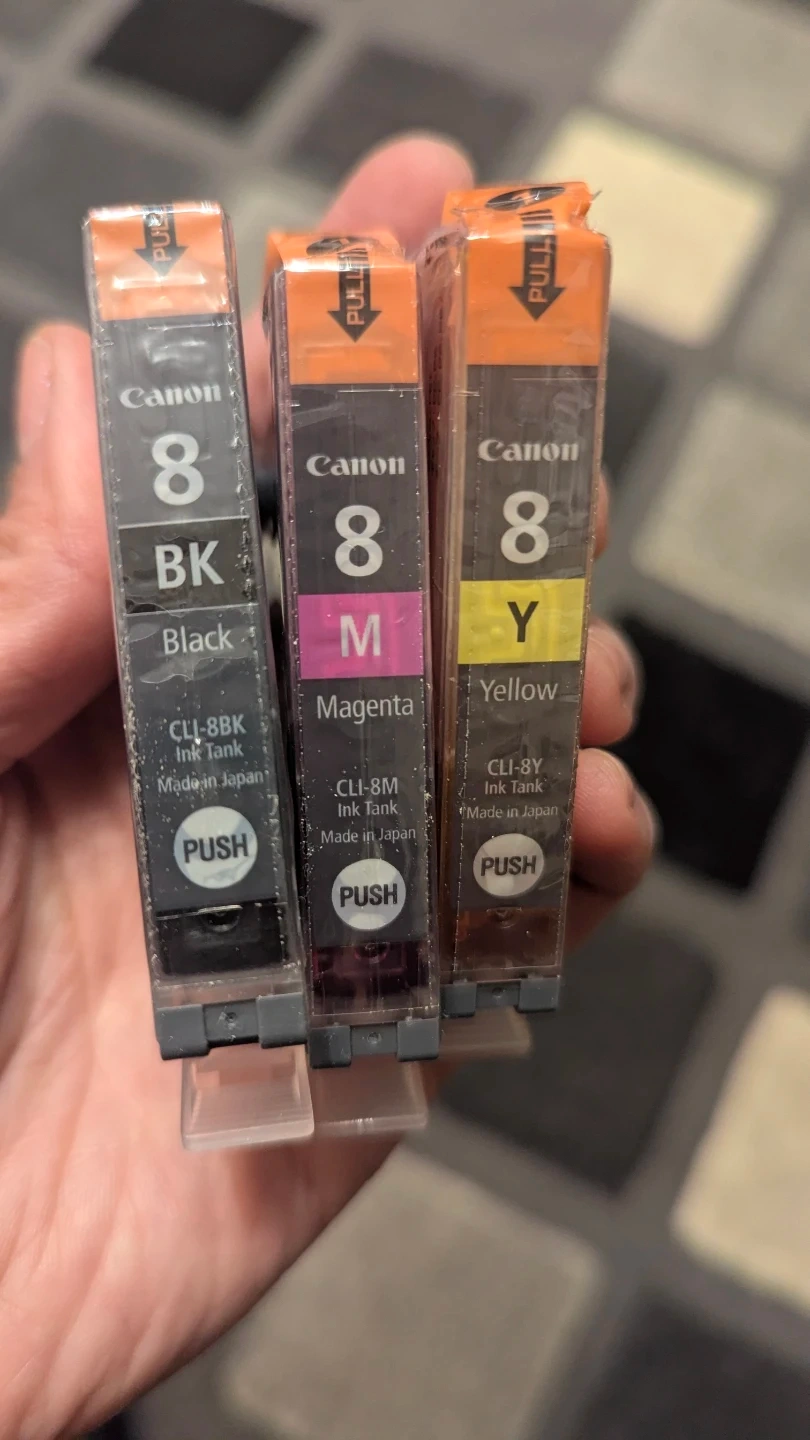 PULL
Canon
8
BK
Black
CLI-8BK
Ink Tank
Made in Japan
PUSH
PULL
Canon
8
M
Magenta
CLI-8M
Ink Tank
Made in Japan
PUSH
PULL
Canon
8
Y
Yellow
CLI-8Y
Ink Tank
Made in Japan
PUSH